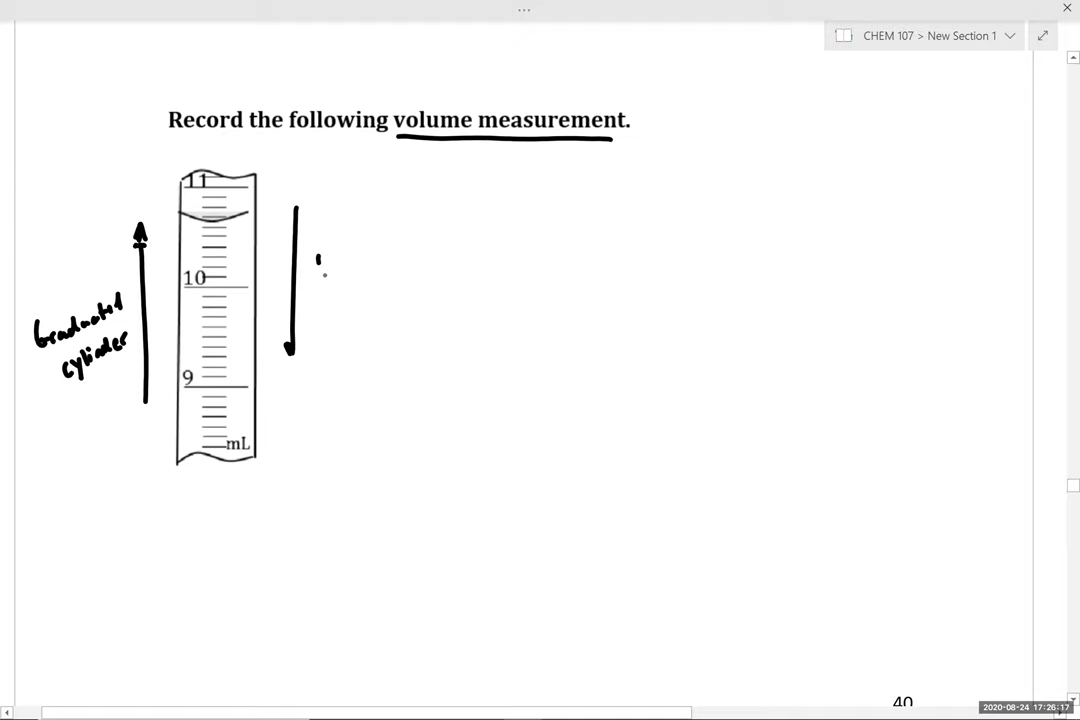 ...
CHEM 107 > New Section 1
Record the following volume measurement.
11
10
9
mL
Graduated
cylinder
40
2020-08-24 17:26:17